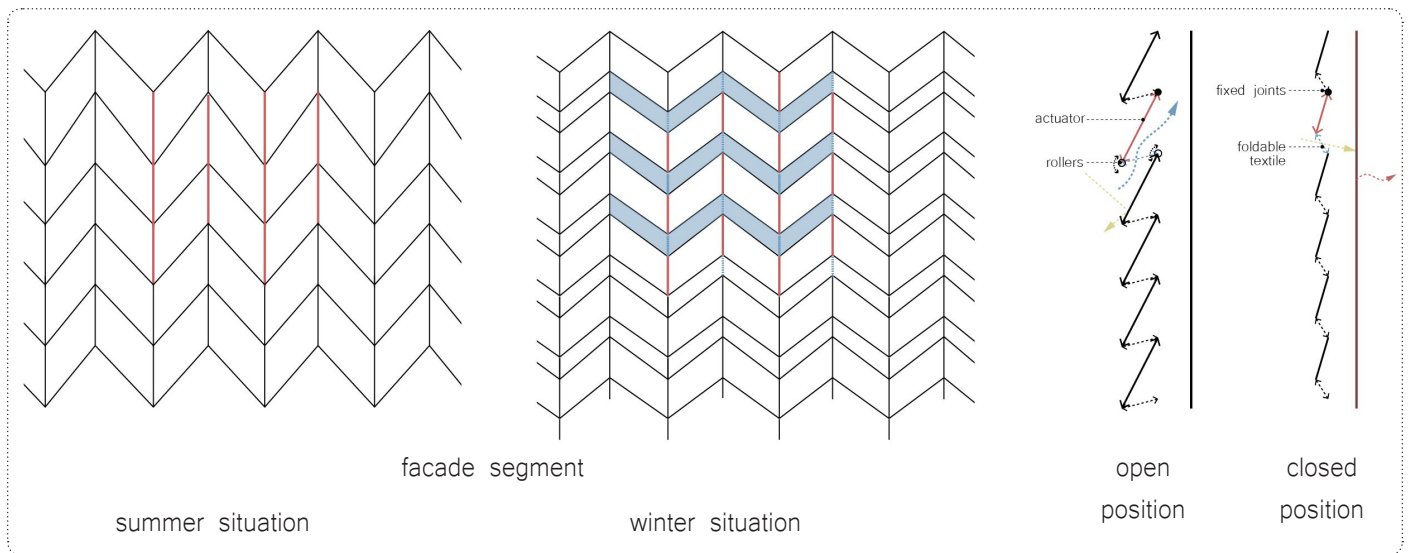 actuator
rollers
fixed joints
foldable
textile
facade segment
summer situation
winter situation
open
position
closed
position